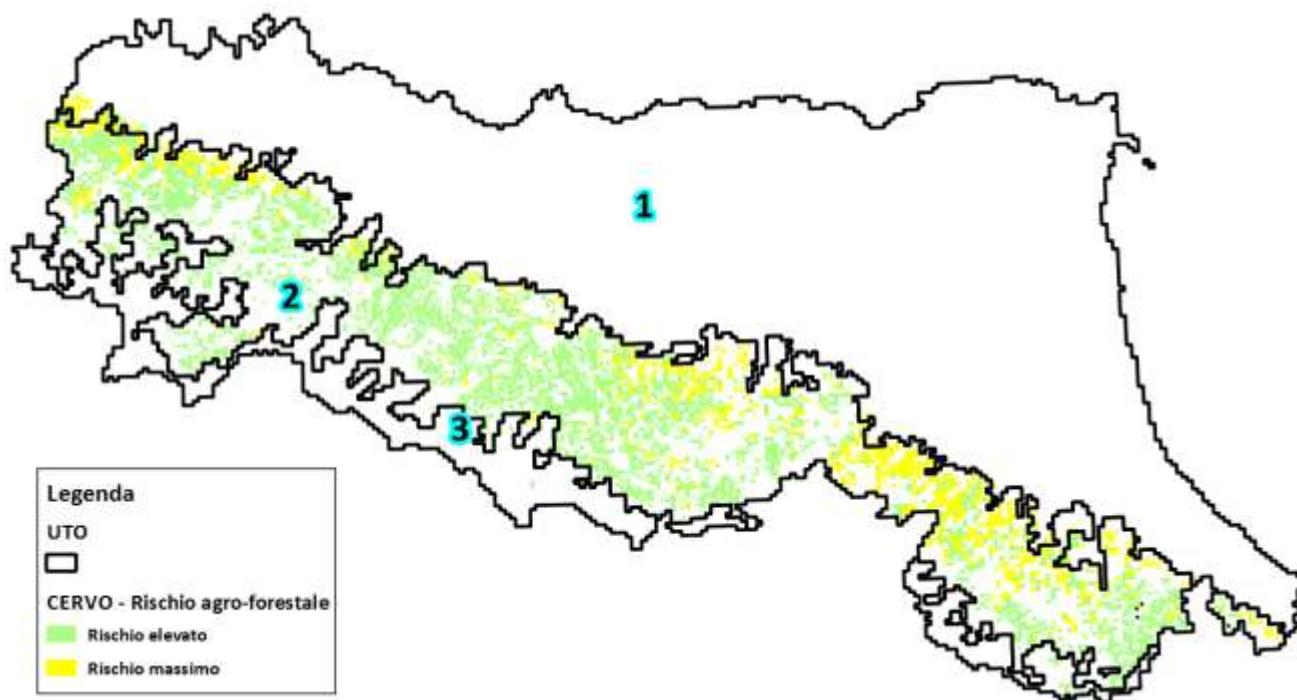 1
2
3
Legenda
UTO
CERVO - Rischio agro-forestale
Rischio elevato
Rischio massimo